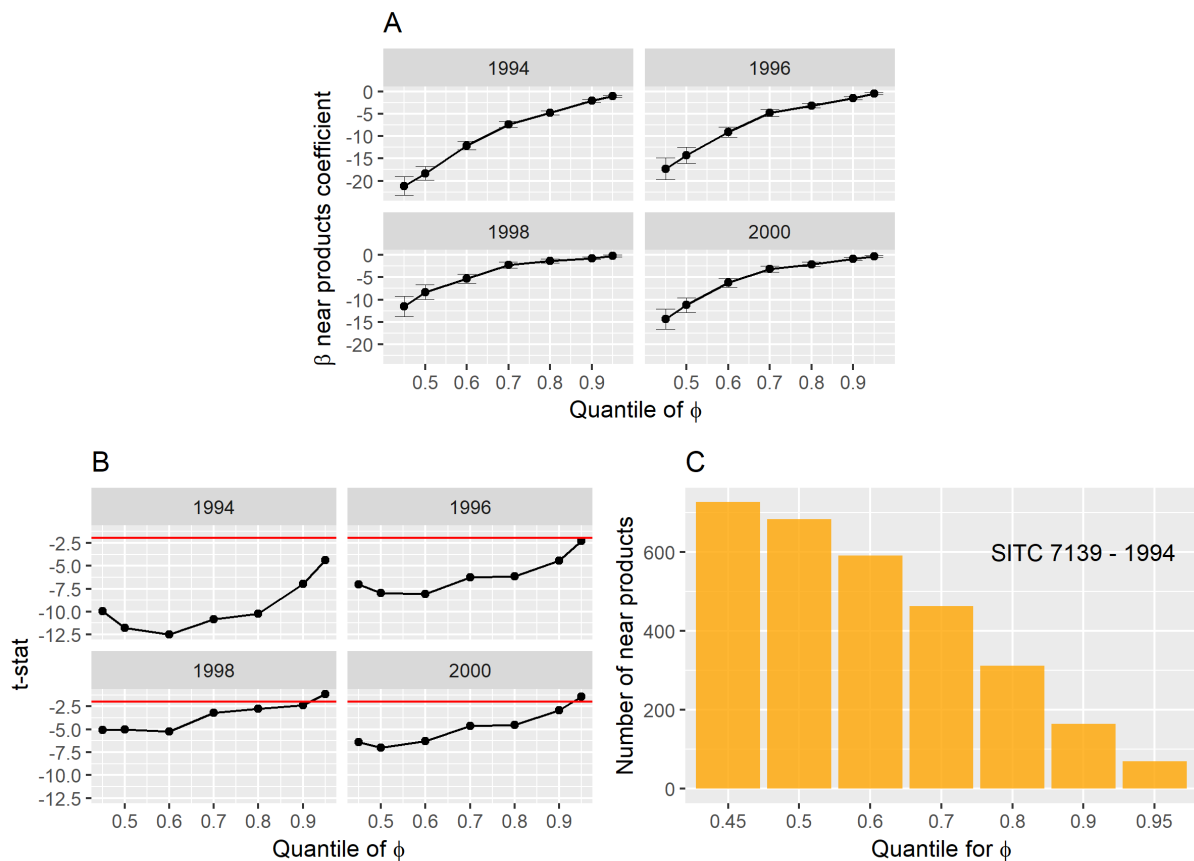 A
1994
1996
0
-5
-10
-15
-20
1998
2000
0
-5
-10
-15
-20
β near products coefficient
0.5 0.6 0.7 0.8 0.9
0.5 0.6 0.7 0.8 0.9
Quantile of ϕ
B
1994
1996
-2.5
-5.0
-7.5
-10.0
-12.5
1998
2000
-2.5
-5.0
-7.5
-10.0
-12.5
t-stat
0.5 0.6 0.7 0.8 0.9
0.5 0.6 0.7 0.8 0.9
Quantile of ϕ
C
SITC 7139 - 1994
600
400
200
0
Number of near products
0.45 0.5 0.6 0.7 0.8 0.9 0.95
Quantile for ϕ